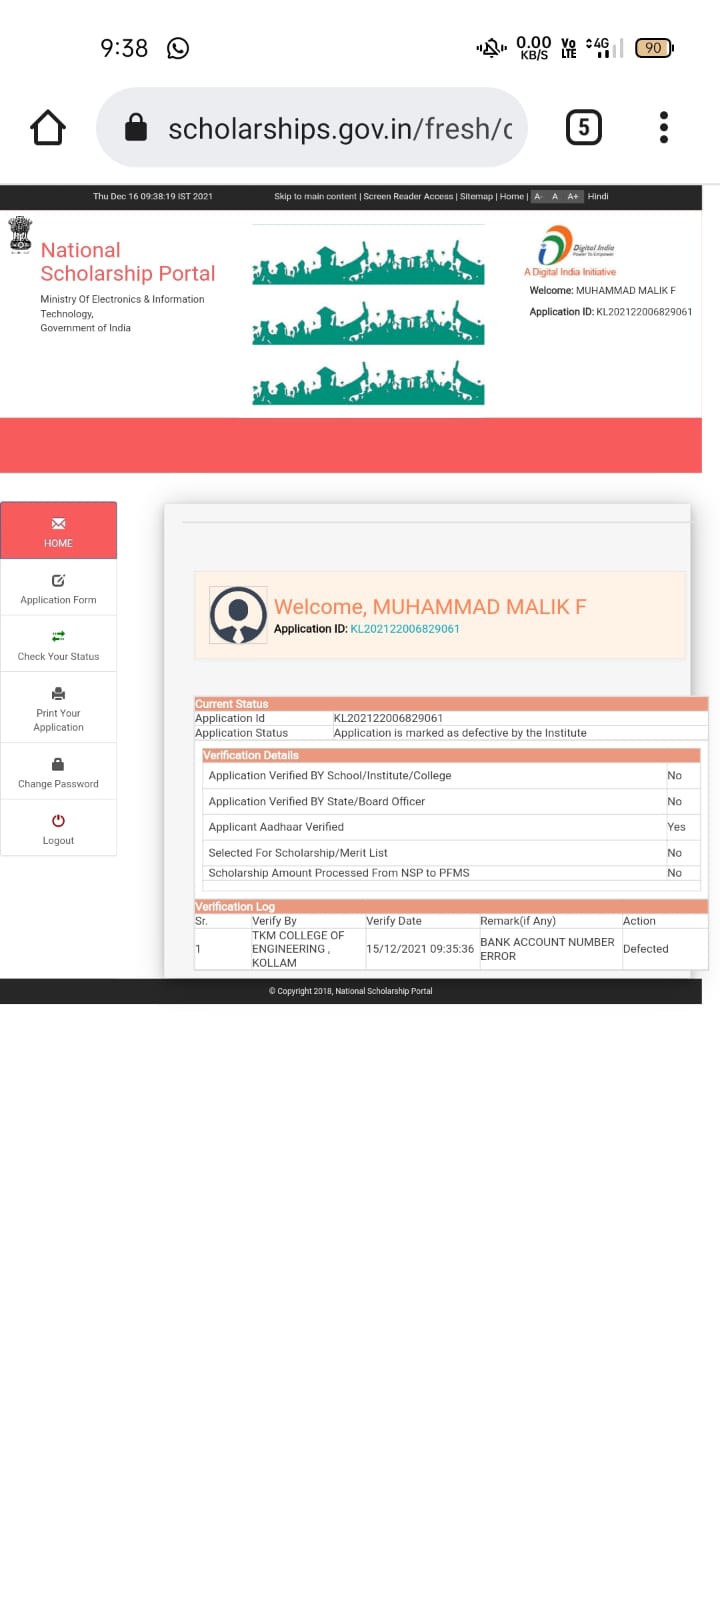 9:38
0.00 KB/S Vo LTE 4G 90
scholarships.gov.in/fresh/c
5
Thu Dec 16 09:38:19 IST 2021 Skip to main content | Screen Reader Access | Sitemap | Home | A- A A+ Hindi
National
Scholarship Portal
Ministry Of Electronics & Information
Technology,
Government of India
Digital India
Power To Empower
A Digital India Initiative
Welcome: MUHAMMAD MALIK F
Application ID: KL202122006829061
HOME
Application Form
Check Your Status
Print Your
Application
Change Password
Logout
Welcome, MUHAMMAD MALIK F
Application ID: KL202122006829061
Current Status
Application Id KL202122006829061
Application Status Application is marked as defective by the Institute
Verification Details
Application Verified BY School/Institute/College No
Application Verified BY State/Board Officer No
Applicant Aadhaar Verified Yes
Selected For Scholarship/Merit List No
Scholarship Amount Processed From NSP to PFMS No
Verification Log
Sr. Verify By Verify Date Remark(if Any) Action
1 TKM COLLEGE OF ENGINEERING , KOLLAM 15/12/2021 09:35:36 BANK ACCOUNT NUMBER ERROR Defected
© Copyright 2018, National Scholarship Portal